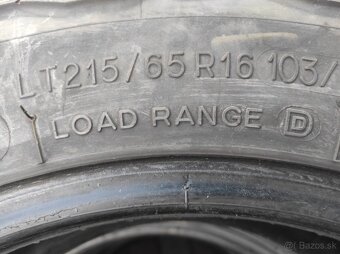 LT215/65 R16 103/
LOAD RANGE D
bazos.sk